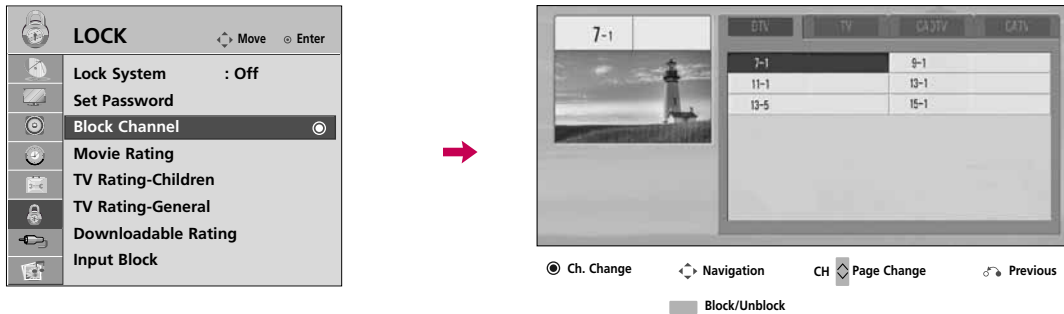 LOCK Move Enter
Lock System : Off
Set Password
Block Channel
Movie Rating
TV Rating-Children
TV Rating-General
Downloadable Rating
Input Block
7-1
DTV TV CADTV CATV
7-1 9-1
11-1 13-1
13-5 15-1
Ch. Change Navigation CH Page Change Previous
Block/Unblock